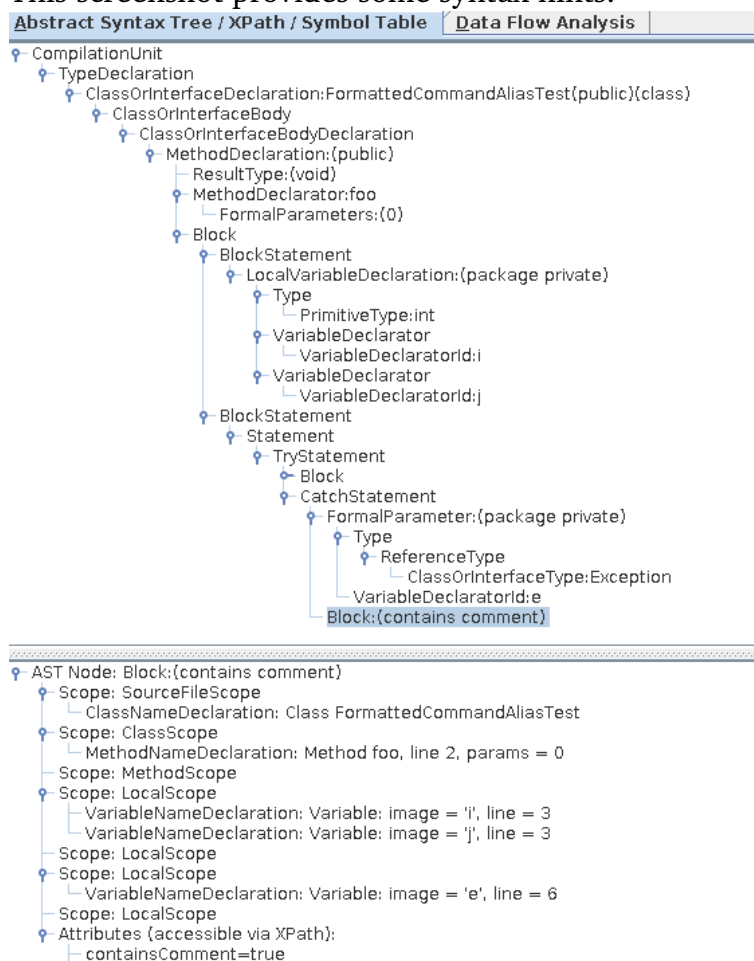 This screenshot provides some syntax hints:
Abstract Syntax Tree / XPath / Symbol Table
Data Flow Analysis
CompilationUnit
TypeDeclaration
ClassOrInterfaceDeclaration:FormattedCommandAliasTest(public)(class)
ClassOrInterfaceBody
ClassOrInterfaceBodyDeclaration
MethodDeclaration:(public)
ResultType:(void)
MethodDeclarator:foo
FormalParameters:(0)
Block
BlockStatement
LocalVariableDeclaration:(package private)
Type
PrimitiveType:int
VariableDeclarator
VariableDeclaratorId:i
VariableDeclarator
VariableDeclaratorId:j
BlockStatement
Statement
TryStatement
Block
CatchStatement
FormalParameter:(package private)
Type
ReferenceType
ClassOrInterfaceType:Exception
VariableDeclaratorId:e
Block:(contains comment)
AST Node: Block:(contains comment)
Scope: SourceFileScope
ClassNameDeclaration: Class FormattedCommandAliasTest
Scope: ClassScope
MethodNameDeclaration: Method foo, line 2, params = 0
Scope: MethodScope
Scope: LocalScope
VariableNameDeclaration: Variable: image = 'i', line = 3
VariableNameDeclaration: Variable: image = 'j', line = 3
Scope: LocalScope
Scope: LocalScope
VariableNameDeclaration: Variable: image = 'e', line = 6
Scope: LocalScope
Attributes (accessible via XPath):
containsComment=true